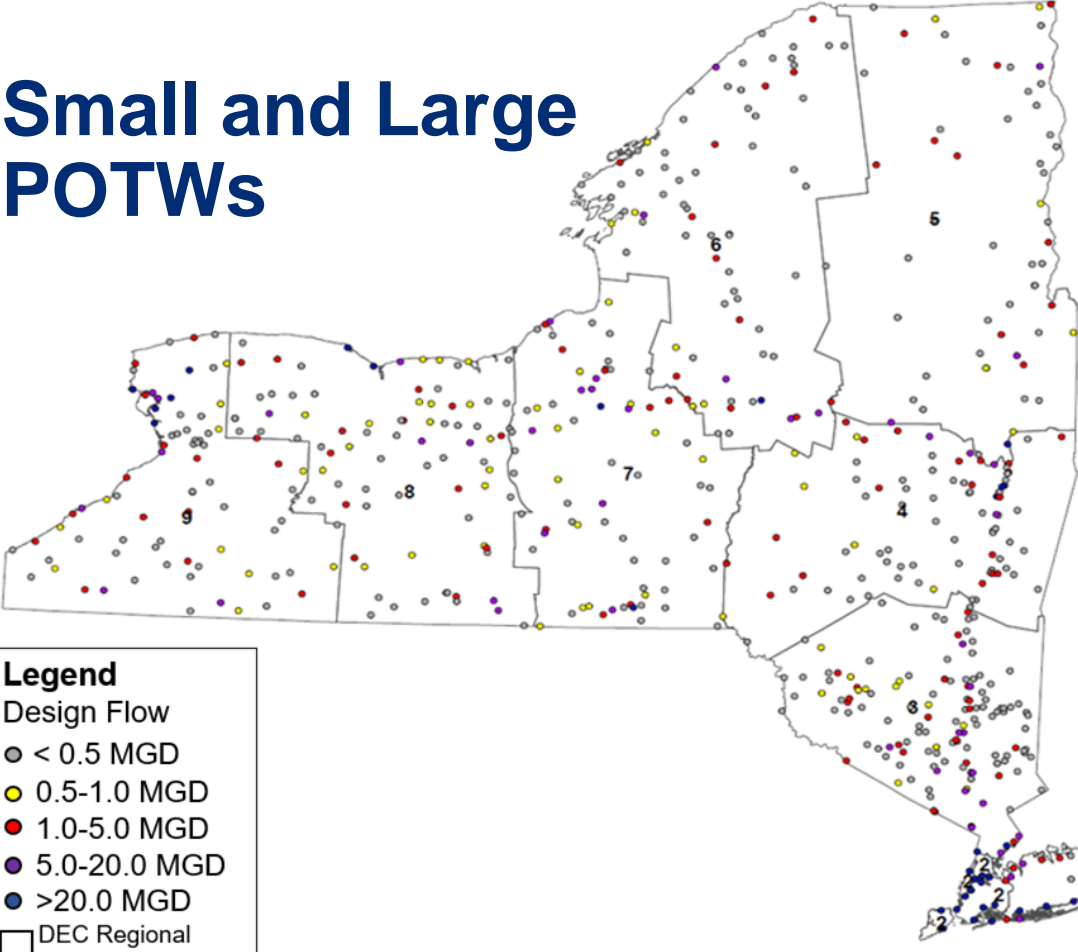 Small and Large
POTWs
6
5
7
8
9
4
3
2
2
2
2
Legend
Design Flow
< 0.5 MGD
0.5-1.0 MGD
1.0-5.0 MGD
5.0-20.0 MGD
>20.0 MGD
DEC Regional